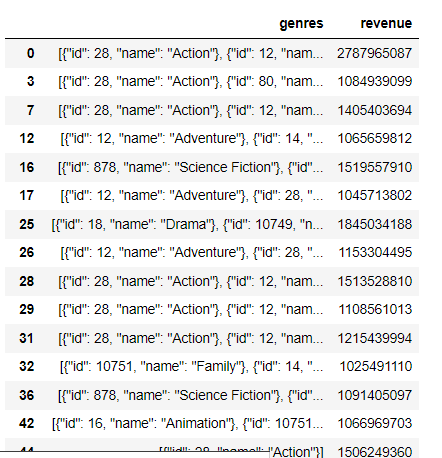 genres revenue
0 [{"id": 28, "name": "Action"}, {"id": 12, "nam... 2787965087
3 [{"id": 28, "name": "Action"}, {"id": 80, "nam... 1084939099
7 [{"id": 28, "name": "Action"}, {"id": 12, "nam... 1405403694
12 [{"id": 12, "name": "Adventure"}, {"id": 14, "... 1065659812
16 [{"id": 878, "name": "Science Fiction"}, {"id"... 1519557910
17 [{"id": 12, "name": "Adventure"}, {"id": 28, "... 1045713802
25 [{"id": 18, "name": "Drama"}, {"id": 10749, "n... 1845034188
26 [{"id": 12, "name": "Adventure"}, {"id": 28, "... 1153304495
28 [{"id": 28, "name": "Action"}, {"id": 12, "nam... 1513528810
29 [{"id": 28, "name": "Action"}, {"id": 12, "nam... 1108561013
31 [{"id": 28, "name": "Action"}, {"id": 12, "nam... 1215439994
32 [{"id": 10751, "name": "Family"}, {"id": 14, "... 1025491110
36 [{"id": 878, "name": "Science Fiction"}, {"id"... 1091405097
42 [{"id": 16, "name": "Animation"}, {"id": 10751... 1066969703
44 [{"id": 28, "name": "Action"}] 1506249360